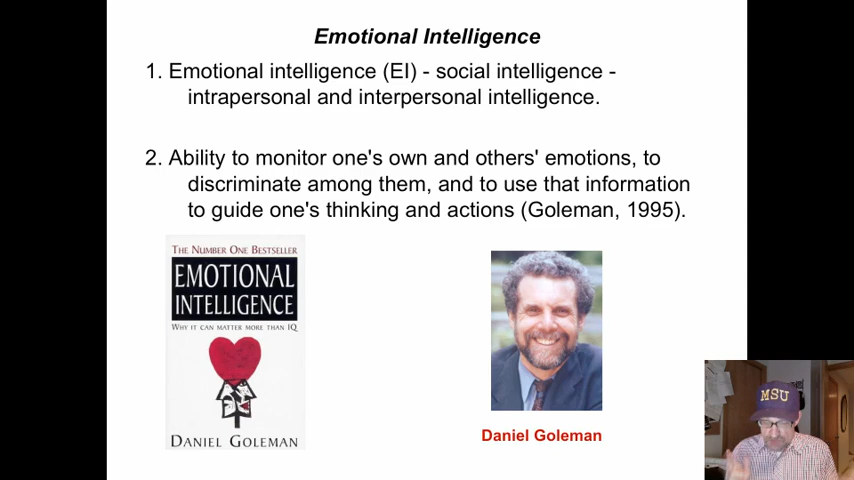 Emotional Intelligence
1. Emotional intelligence (EI) - social intelligence -
intrapersonal and interpersonal intelligence.
2. Ability to monitor one's own and others' emotions, to
discriminate among them, and to use that information
to guide one's thinking and actions (Goleman, 1995).
THE NUMBER ONE BESTSELLER
EMOTIONAL
INTELLIGENCE
WHY IT CAN MATTER MORE THAN IQ
DANIEL GOLEMAN
Daniel Goleman
MSU